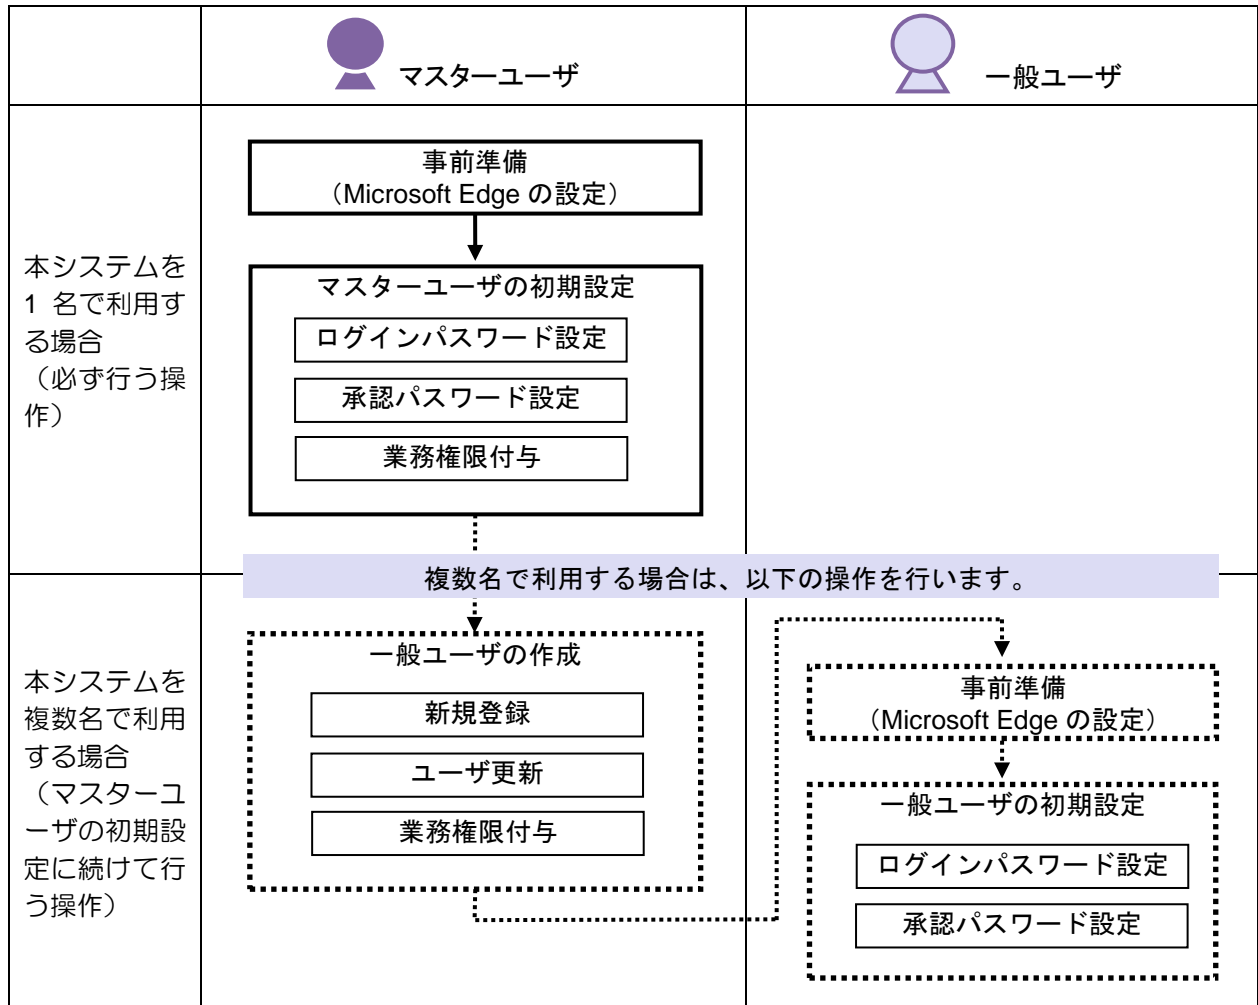 マスターユーザ
一般ユーザ
本システムを
1 名で利用す
る場合
（必ず行う操
作）
事前準備
（Microsoft Edge の設定）
マスターユーザの初期設定
ログインパスワード設定
承認パスワード設定
業務権限付与
複数名で利用する場合は、以下の操作を行います。
本システムを
複数名で利用
する場合
（マスターユ
ーザの初期設
定に続けて行
う操作）
一般ユーザの作成
新規登録
ユーザ更新
業務権限付与
事前準備
（Microsoft Edge の設定）
一般ユーザの初期設定
ログインパスワード設定
承認パスワード設定